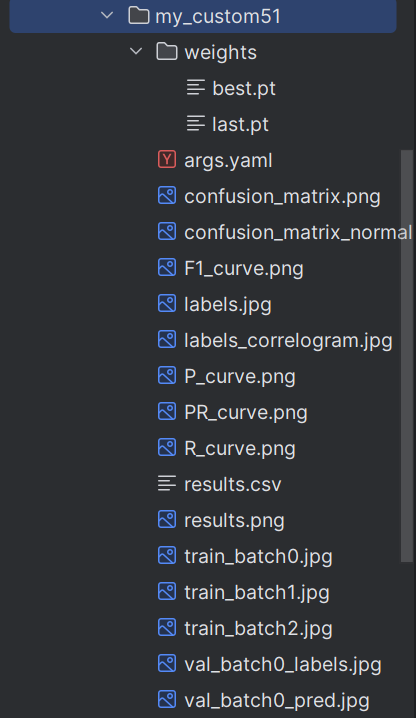 my_custom51
weights
best.pt
last.pt
Y args.yaml
confusion_matrix.png
confusion_matrix_normal
F1_curve.png
labels.jpg
labels_correlogram.jpg
P_curve.png
PR_curve.png
R_curve.png
results.csv
results.png
train_batch0.jpg
train_batch1.jpg
train_batch2.jpg
val_batch0_labels.jpg
val_batch0_pred.jpg